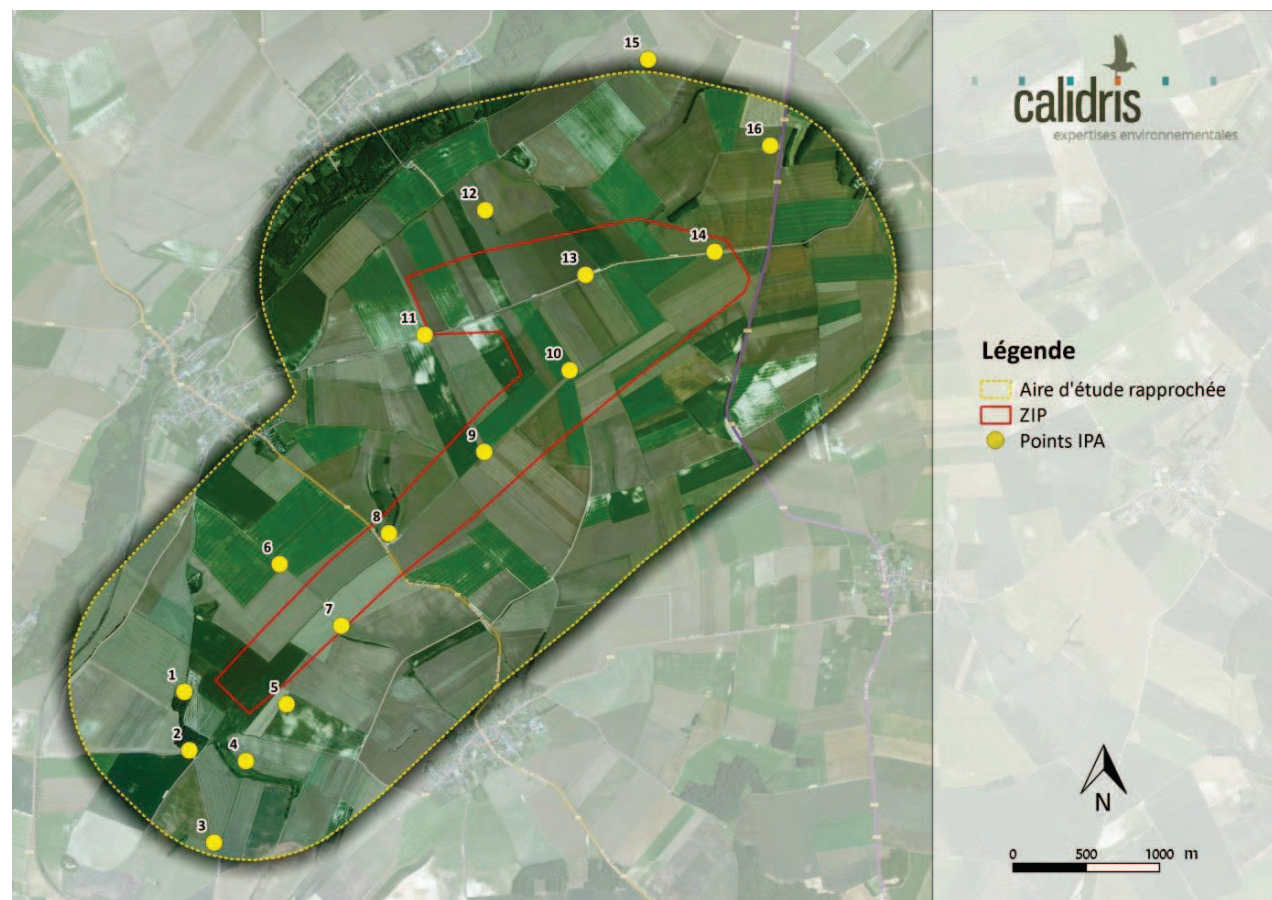 15
calidris
expertises environnementales
16
12
14
13
11
Légende
Aire d'étude rapprochée
ZIP
Points IPA
10
9
8
6
7
1
5
2
4
3
N
0 500 1000 m